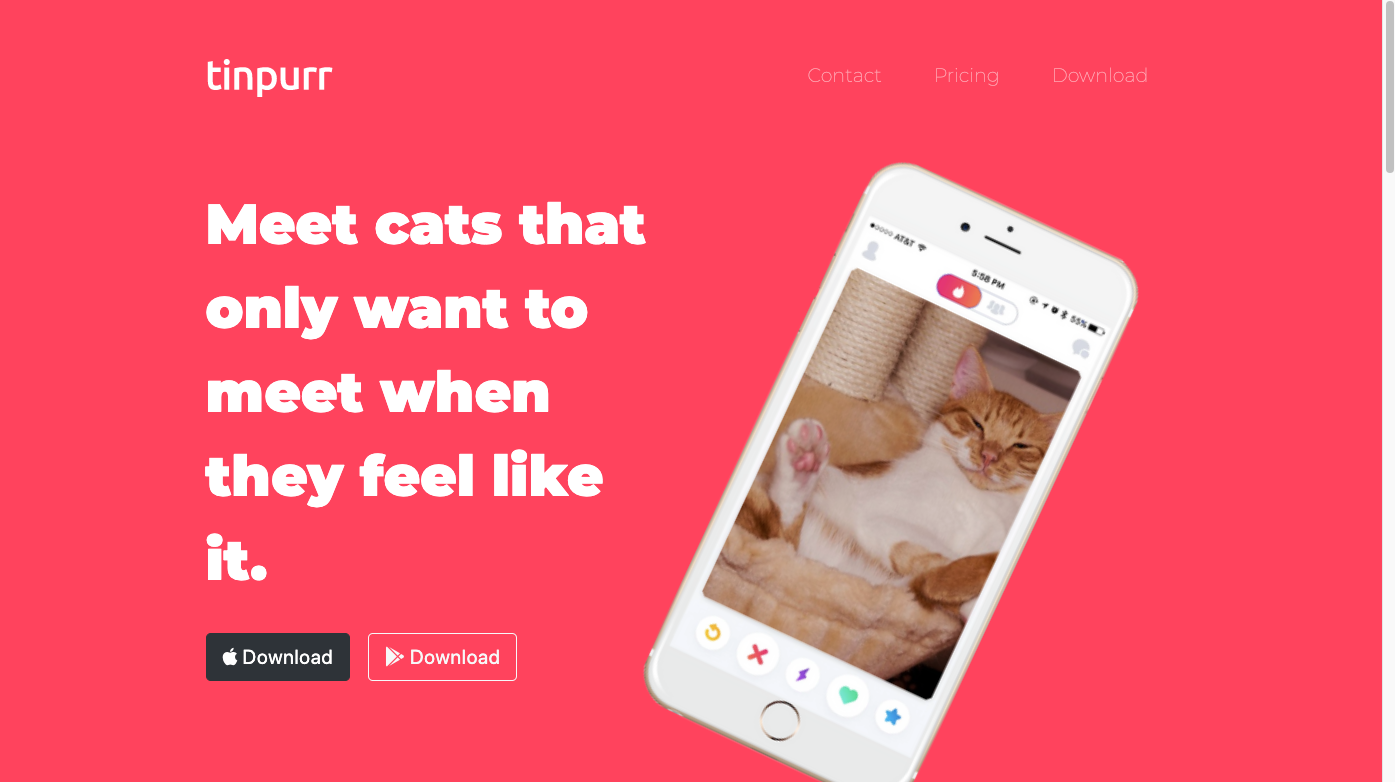 tinpurr
Contact
Pricing
Download
Meet cats that
only want to
meet when
they feel like
it.
Download
Download
AT&T
5:58 PM
55%